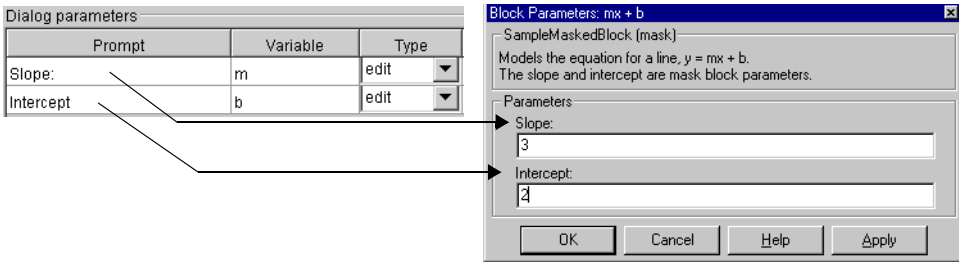 Dialog parameters
Prompt Variable Type
Slope: m edit
Intercept b edit
Block Parameters: mx + b
SampleMaskedBlock (mask)
Models the equation for a line, y = mx + b.
The slope and intercept are mask block parameters.
Parameters
Slope:
3
Intercept:
2
OK Cancel Help Apply